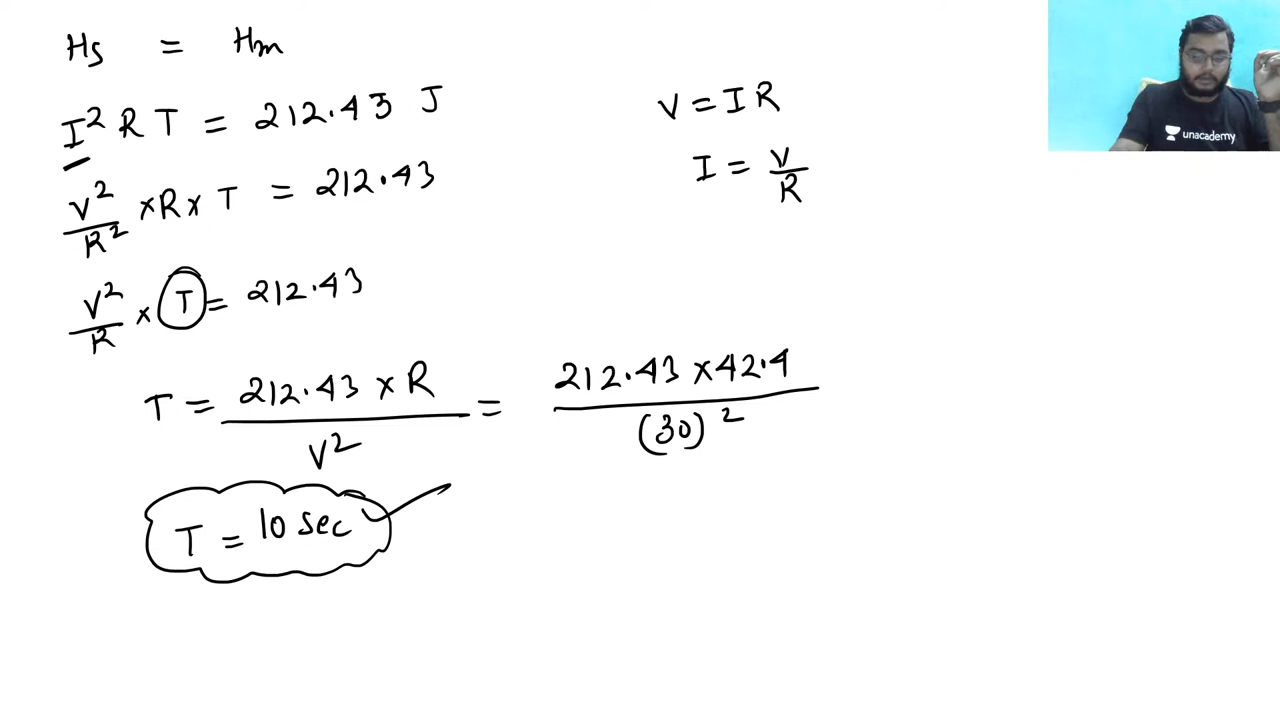 Hs = Hm
I² R T = 212.43 J
V²/R² × R × T = 212.43
V²/R × T = 212.43
T = 212.43 × R / V² = 212.43 × 42.4 / (30)²
T = 10 sec
V = I R
I = V/R
unacademy